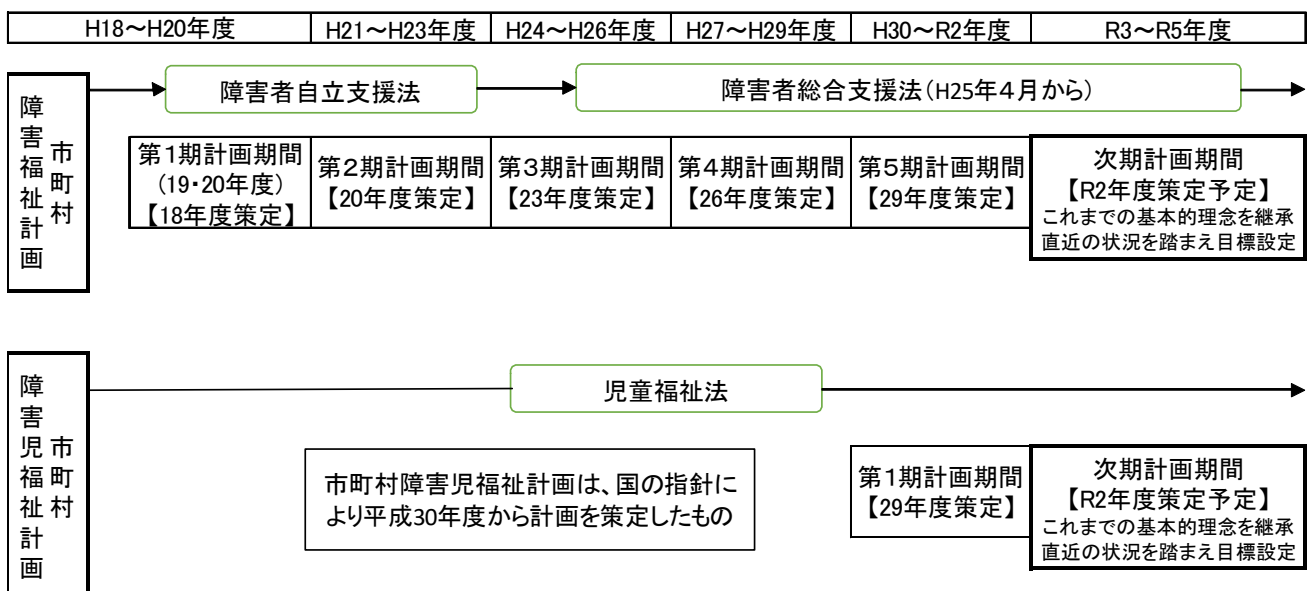 H18～H20年度
H21～H23年度
H24～H26年度
H27～H29年度
H30～R2年度
R3～R5年度
市町村
障害福祉計画
障害者自立支援法
障害者総合支援法（H25年４月から）
第１期計画期間
（19・20年度）
【18年度策定】
第２期計画期間
【20年度策定】
第３期計画期間
【23年度策定】
第４期計画期間
【26年度策定】
第５期計画期間
【29年度策定】
次期計画期間
【R2年度策定予定】
これまでの基本的理念を継承
直近の状況を踏まえ目標設定
市町村
障害児福祉計画
児童福祉法
市町村障害児福祉計画は、国の指針に
より平成30年度から計画を策定したもの
第１期計画期間
【29年度策定】
次期計画期間
【R2年度策定予定】
これまでの基本的理念を継承
直近の状況を踏まえ目標設定